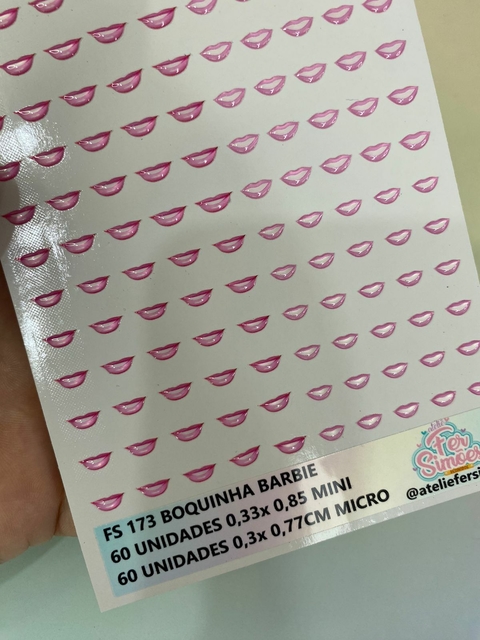 FS 173 BOQUINHA BARBIE
60 UNIDADES 0,33x 0,85 MINI
60 UNIDADES 0,3x 0,77CM MICRO
Fer
Simoes
@ateliefersi